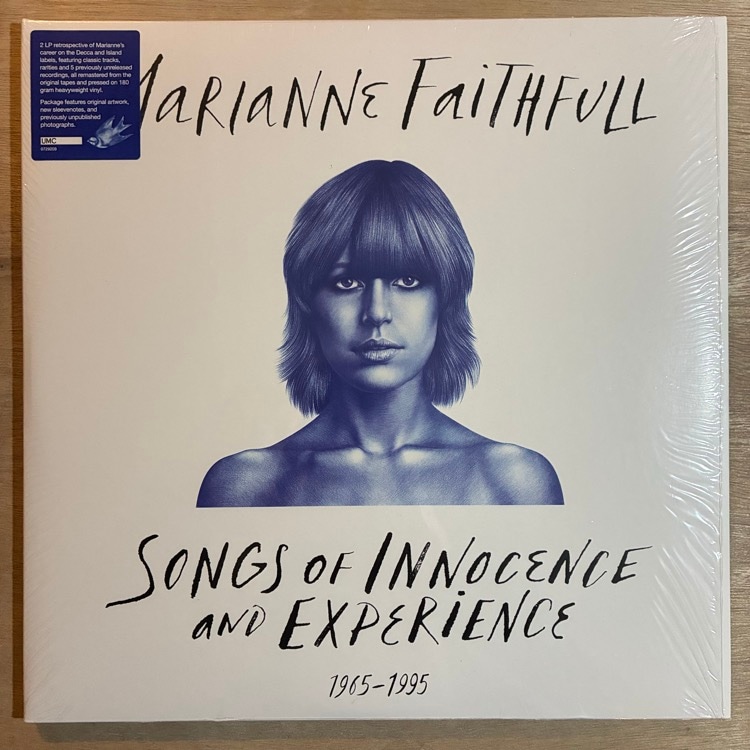 2 LP retrospective of Marianne's
career on the Decca and Island
labels, featuring classic tracks,
rarities and 5 previously unreleased
recordings, all remastered from the
original tapes and pressed on 180
gram heavyweight vinyl.
Package features original artwork,
new sleevenotes, and
previously unpublished
photographs.
UMC
MARIANNE FAiTHFULL
SONGS OF INNOCENCE
AND EXPERiENCE
1965–1995